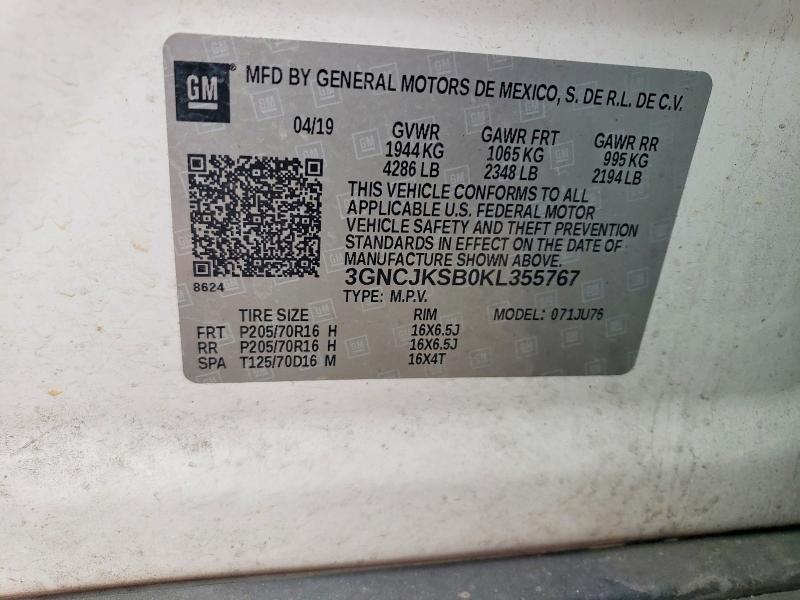 GM® MFD BY GENERAL MOTORS DE MEXICO, S. DE R.L. DE C.V.
04/19 GVWR GAWR FRT GAWR RR
1944 KG 1065 KG 995 KG
4286 LB 2348 LB 2194 LB
THIS VEHICLE CONFORMS TO ALL
APPLICABLE U.S. FEDERAL MOTOR
VEHICLE SAFETY AND THEFT PREVENTION
STANDARDS IN EFFECT ON THE DATE OF
MANUFACTURE SHOWN ABOVE.
8624 3GNCJKSB0KL355767
TYPE: M.P.V.
TIRE SIZE RIM MODEL: 071JU76
FRT P205/70R16 H 16X6.5J
RR P205/70R16 H 16X6.5J
SPA T125/70D16 M 16X4T